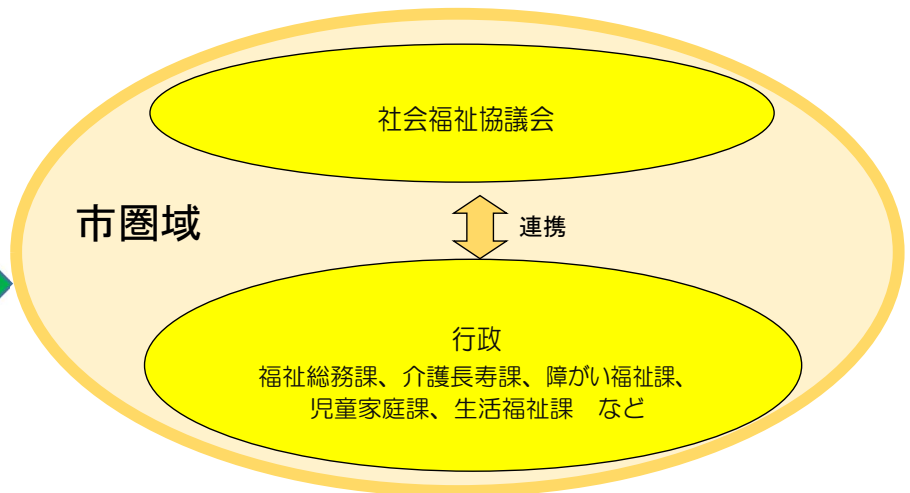 社会福祉協議会
市圏域
連携
行政
福祉総務課、介護長寿課、障がい福祉課、
児童家庭課、生活福祉課　など